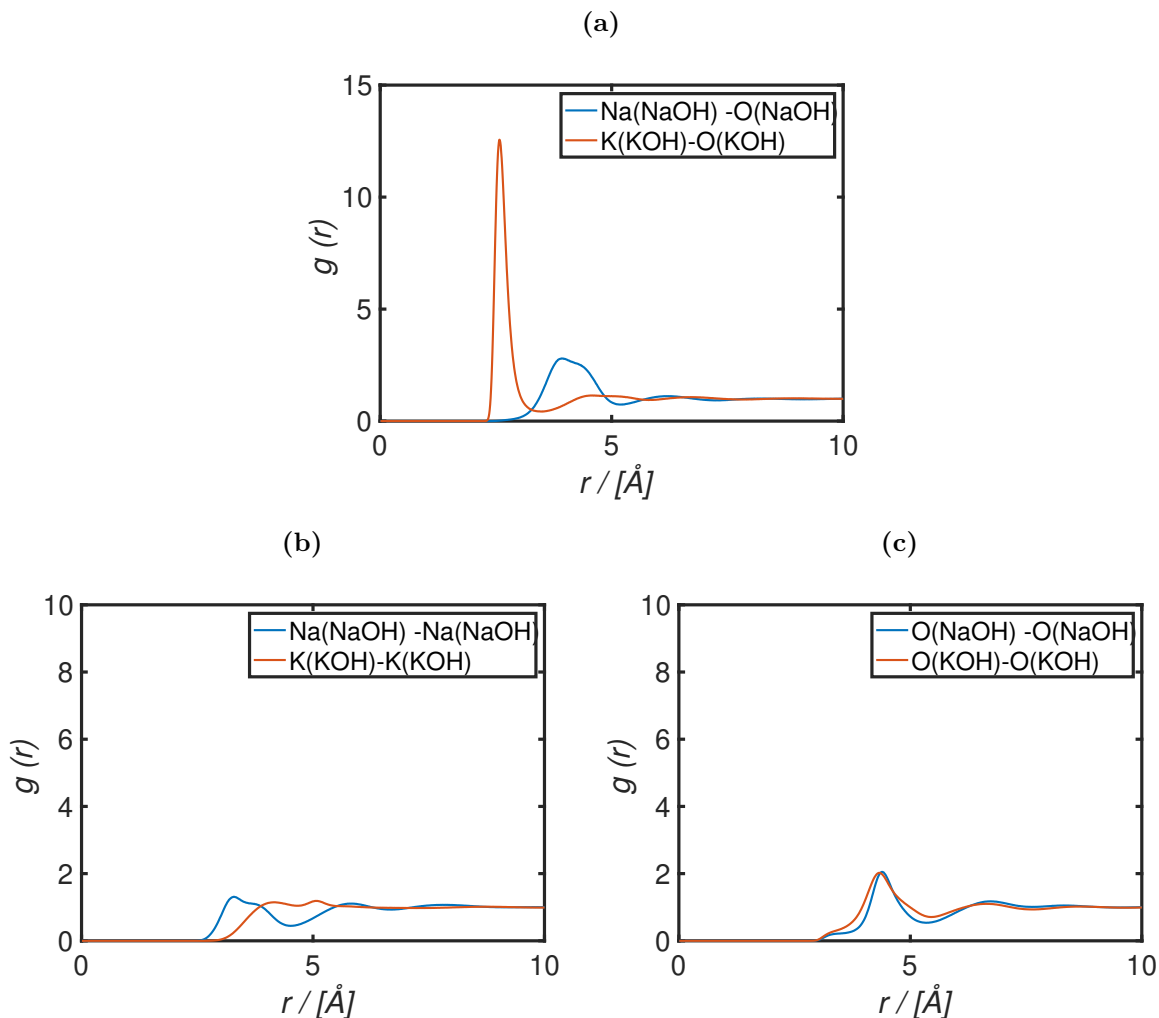 (a)
15
10
5
0
g (r)
Na(NaOH) -O(NaOH)
K(KOH)-O(KOH)
0 5 10
r / [Å]
(b)
10
8
6
4
2
0
g (r)
Na(NaOH) -Na(NaOH)
K(KOH)-K(KOH)
0 5 10
r / [Å]
(c)
10
8
6
4
2
0
g (r)
O(NaOH) -O(NaOH)
O(KOH)-O(KOH)
0 5 10
r / [Å]